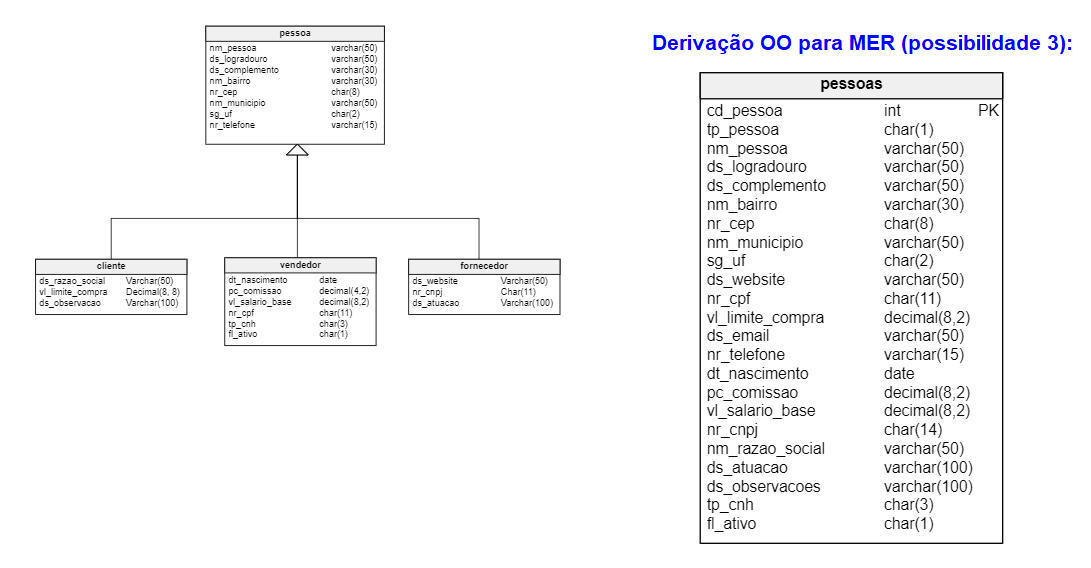 pessoa
nm_pessoa varchar(50)
ds_logradouro varchar(50)
ds_complemento varchar(30)
nm_bairro varchar(30)
nr_cep char(8)
nm_municipio varchar(50)
sg_uf char(2)
nr_telefone varchar(15)
cliente
ds_razao_social Varchar(50)
vl_limite_compra Decimal(8, 8)
ds_observacao Varchar(100)
vendedor
dt_nascimento date
pc_comissao decimal(4,2)
vl_salario_base decimal(8,2)
nr_cpf char(11)
tp_cnh char(3)
fl_ativo char(1)
fornecedor
ds_website Varchar(50)
nr_cnpj Char(11)
ds_atuacao Varchar(100)
Derivação OO para MER (possibilidade 3):
pessoas
cd_pessoa int PK
tp_pessoa char(1)
nm_pessoa varchar(50)
ds_logradouro varchar(50)
ds_complemento varchar(50)
nm_bairro varchar(30)
nr_cep char(8)
nm_municipio varchar(50)
sg_uf char(2)
ds_website varchar(50)
nr_cpf char(11)
vl_limite_compra decimal(8,2)
ds_email varchar(50)
nr_telefone varchar(15)
dt_nascimento date
pc_comissao decimal(8,2)
vl_salario_base decimal(8,2)
nr_cnpj char(14)
nm_razao_social varchar(50)
ds_atuacao varchar(100)
ds_observacoes varchar(100)
tp_cnh char(3)
fl_ativo char(1)